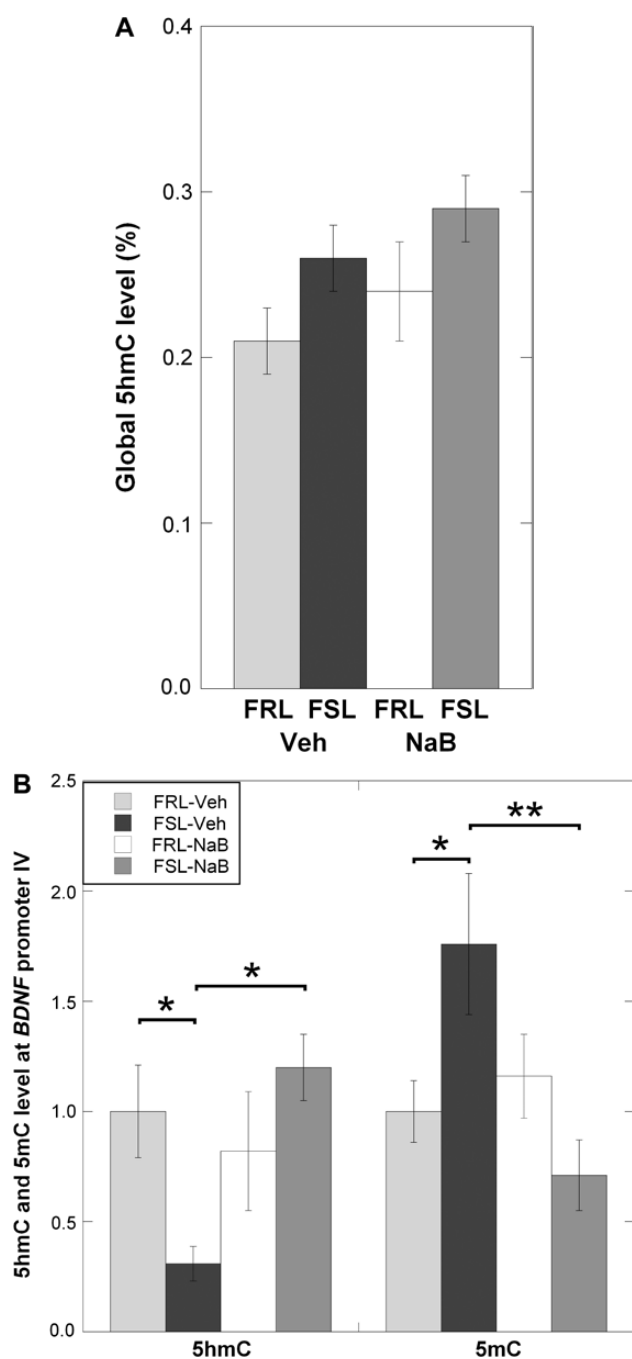 A
Global 5hmC level (%)
0.4
0.3
0.2
0.1
0.0
FRL FSL FRL FSL
Veh NaB
B
5hmC and 5mC level at BDNF promoter IV
2.5
2.0
1.5
1.0
0.5
0.0
FRL-Veh
FSL-Veh
FRL-NaB
FSL-NaB
* * * **
5hmC 5mC